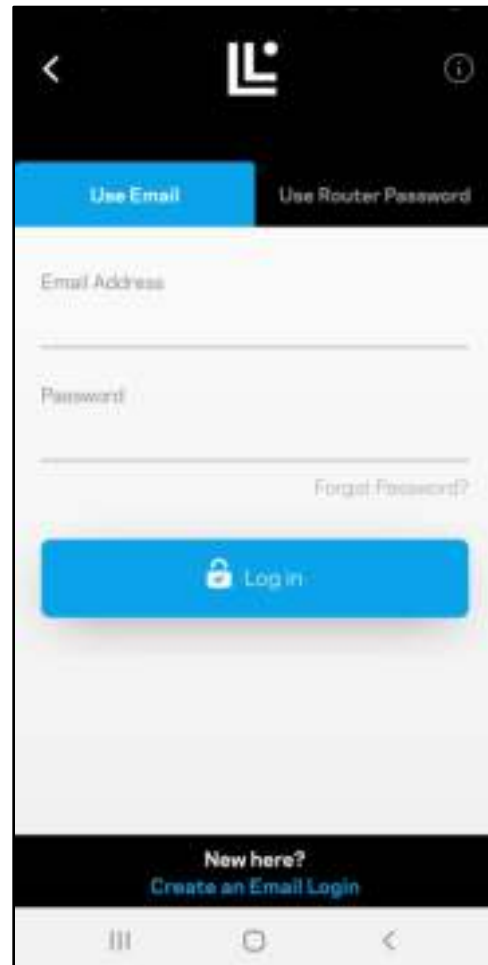 Use Email
Use Router Password
Email Address
Password
Forgot Password?
Log in
New here?
Create an Email Login